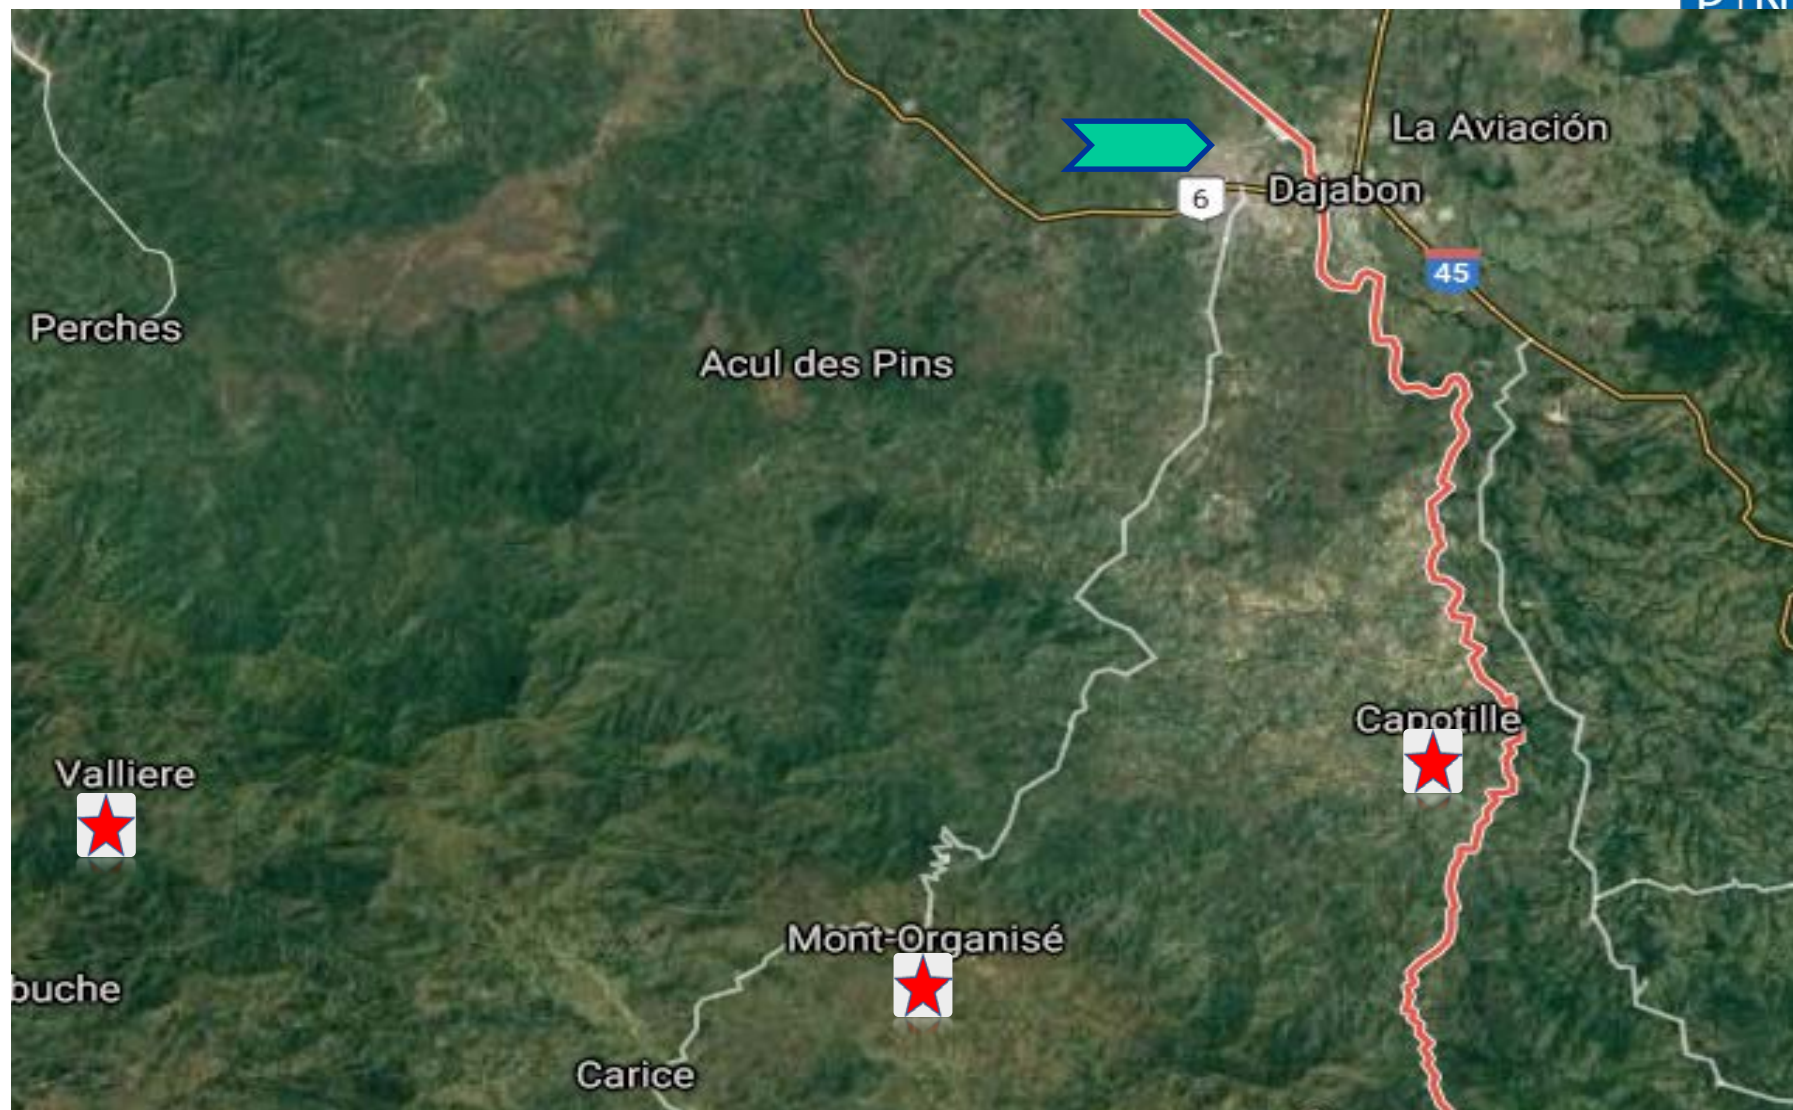 La Aviación
Dajabon
6
45
Perches
Acul des Pins
Capotille
Valliere
Mont-Organisé
buche
Carice